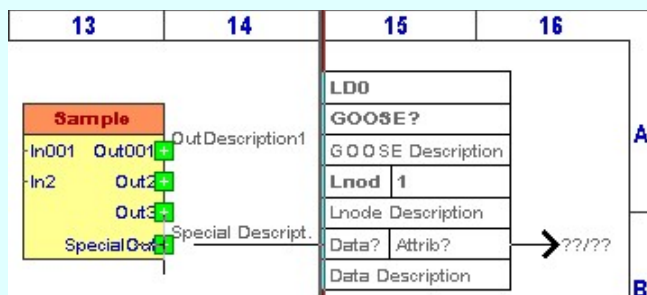 13 14 15 16
LD0
Sample GOOSE?
A
OutDescription1
In001 Out001 GOOSE Description
In2 Out2 Lnod 1
Out3 Lnode Description
Special Descript.
SpecialOut Data? Attrib? ??/??
Data Description
B